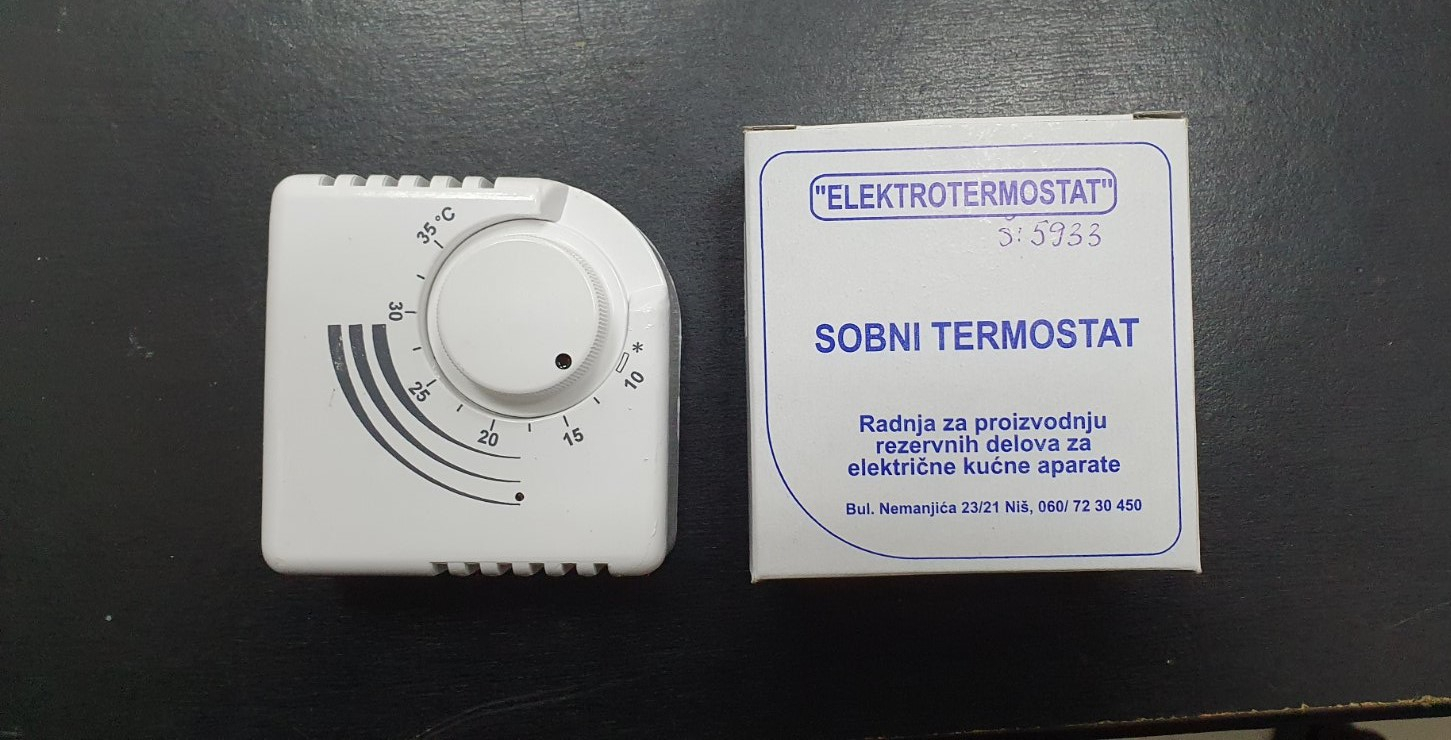 35 °C
30
25
20
15
10
*
"ELEKTROTERMOSTAT"
Š: 5933
SOBNI TERMOSTAT
Radnja za proizvodnju
rezervnih delova za
električne kućne aparate
Bul. Nemanjića 23/21 Niš, 060/ 72 30 450